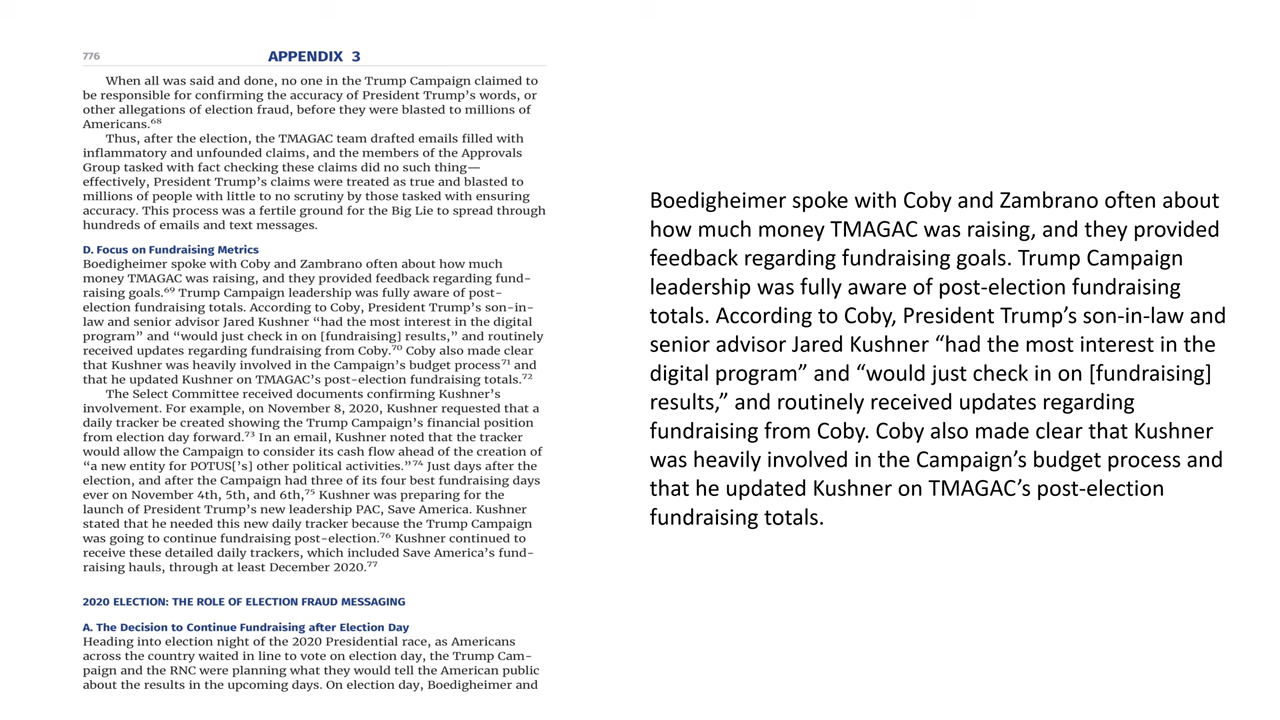 776
APPENDIX 3
When all was said and done, no one in the Trump Campaign claimed to
be responsible for confirming the accuracy of President Trump’s words, or
other allegations of election fraud, before they were blasted to millions of
Americans.⁶⁸
Thus, after the election, the TMAGAC team drafted emails filled with
inflammatory and unfounded claims, and the members of the Approvals
Group tasked with fact checking these claims did no such thing—
effectively, President Trump’s claims were treated as true and blasted to
millions of people with little to no scrutiny by those tasked with ensuring
accuracy. This process was a fertile ground for the Big Lie to spread through
hundreds of emails and text messages.
D. Focus on Fundraising Metrics
Boedigheimer spoke with Coby and Zambrano often about how much
money TMAGAC was raising, and they provided feedback regarding fund-
raising goals.⁶⁹ Trump Campaign leadership was fully aware of post-
election fundraising totals. According to Coby, President Trump’s son-in-
law and senior advisor Jared Kushner “had the most interest in the digital
program” and “would just check in on [fundraising] results,” and routinely
received updates regarding fundraising from Coby.⁷⁰ Coby also made clear
that Kushner was heavily involved in the Campaign’s budget process⁷¹ and
that he updated Kushner on TMAGAC’s post-election fundraising totals.⁷²
The Select Committee received documents confirming Kushner’s
involvement. For example, on November 8, 2020, Kushner requested that a
daily tracker be created showing the Trump Campaign’s financial position
from election day forward.⁷³ In an email, Kushner noted that the tracker
would allow the Campaign to consider its cash flow ahead of the creation of
“a new entity for POTUS[’s] other political activities.”⁷⁴ Just days after the
election, and after the Campaign had three of its four best fundraising days
ever on November 4th, 5th, and 6th,⁷⁵ Kushner was preparing for the
launch of President Trump’s new leadership PAC, Save America. Kushner
stated that he needed this new daily tracker because the Trump Campaign
was going to continue fundraising post-election.⁷⁶ Kushner continued to
receive these detailed daily trackers, which included Save America’s fund-
raising hauls, through at least December 2020.⁷⁷
2020 ELECTION: THE ROLE OF ELECTION FRAUD MESSAGING
A. The Decision to Continue Fundraising after Election Day
Heading into election night of the 2020 Presidential race, as Americans
across the country waited in line to vote on election day, the Trump Cam-
paign and the RNC were planning what they would tell the American public
about the results in the upcoming days. On election day, Boedigheimer and
Boedigheimer spoke with Coby and Zambrano often about
how much money TMAGAC was raising, and they provided
feedback regarding fundraising goals. Trump Campaign
leadership was fully aware of post-election fundraising
totals. According to Coby, President Trump’s son-in-law and
senior advisor Jared Kushner “had the most interest in the
digital program” and “would just check in on [fundraising]
results,” and routinely received updates regarding
fundraising from Coby. Coby also made clear that Kushner
was heavily involved in the Campaign’s budget process and
that he updated Kushner on TMAGAC’s post-election
fundraising totals.